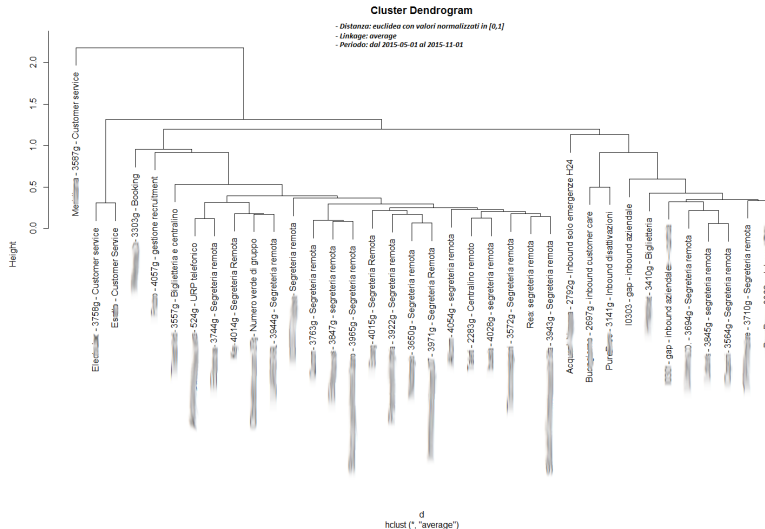 Cluster Dendrogram
- Distanza: euclidea con valori normalizzati in [0,1]
- Linkage: average
- Periodo: dal 2015-05-01 al 2015-11-01
Height
2.0
1.5
1.0
0.5
0.0
- 3587g - Customer service
- 3758g - Customer service
- Customer Service
- 3303g - Booking
- 4057g - gestione recruitment
- 3557g - Biglietteria e centralino
- 524g - URP telefonico
- 3744g - Segreteria remota
- 4014g - Segreteria REmota
- Numero verde di gruppo
- 3944g - Segreteria remota
- Segreteria remota
- 3763g - Segreteria remota
- 3847g - segreteria remota
- 3965g - Segreteria remota
- 4015g - Segreteria Remota
- 3922g - Segreteria remota
- 3650g - Segreteria remota
- 3971g - Segreteria Remota
- 4054g - segreteria remota
- 2283g - Centralino remoto
- 4026g - segreteria remota
- 3572g - Segreteria remota
Rea: segreteria remota
- 3943g - Segreteria remota
- 2792g - Inbound solo emergenze H24
- 2697g - inbound customer care
- 3141g - Inbound disattivazioni
I0303 - gap - inbound aziendale
- 3410g - Biglietteria
- gap - inbound aziendale
- 3694g - Segreteria remota
- 3845g - segreteria remota
- 3564g - Segreteria remota
- 3710g - Segreteria remota
d
hclust (*, "average")